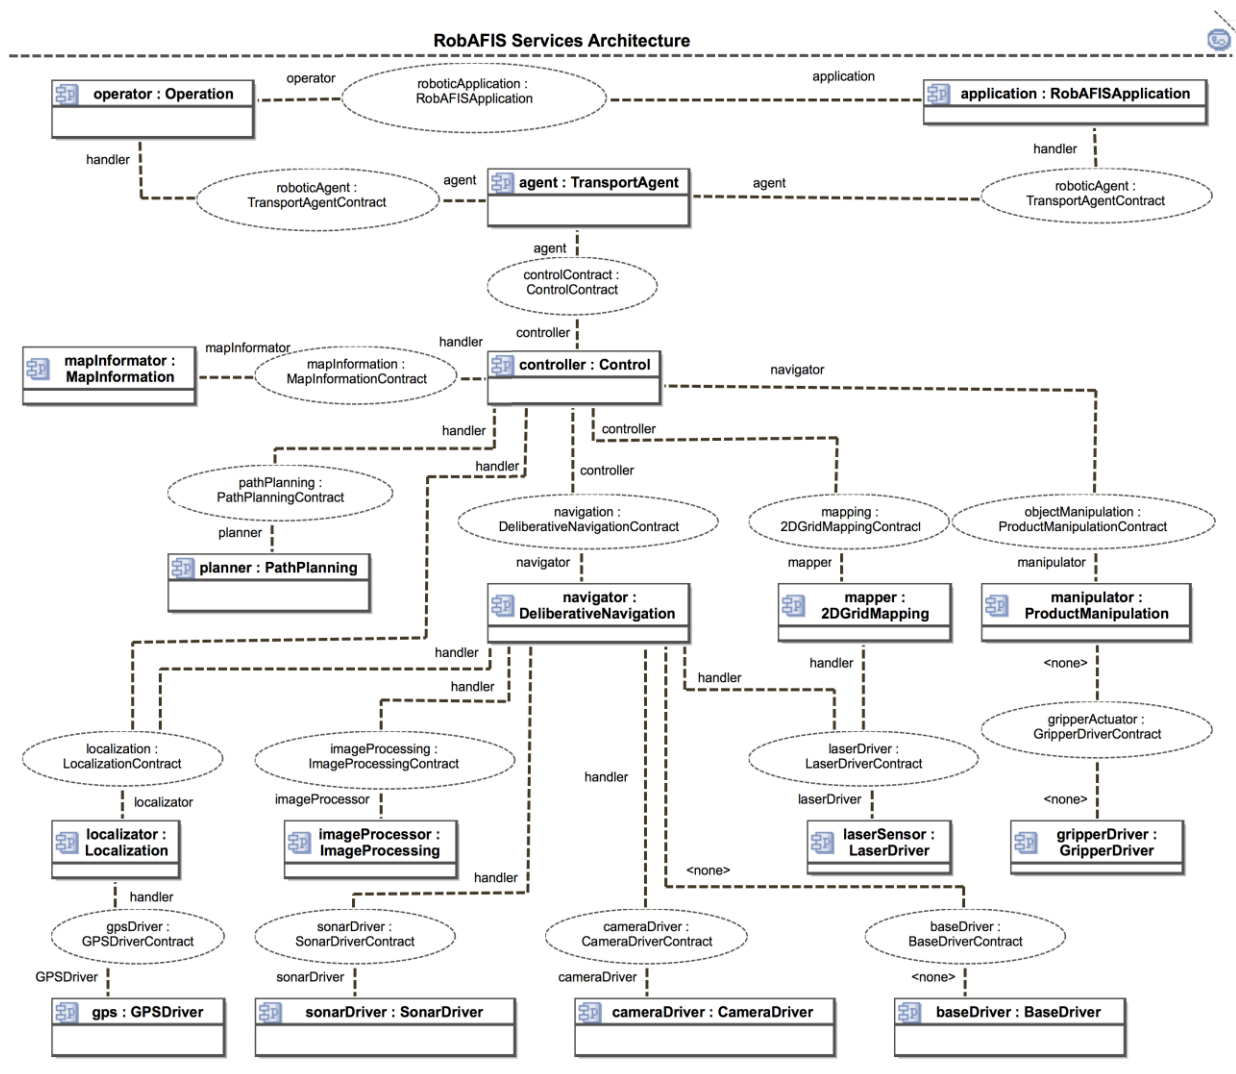 RobAFIS Services Architecture
operator
roboticApplication :
RobAFISApplication
application
operator : Operation
application : RobAFISApplication
handler
handler
roboticAgent :
TransportAgentContract
agent
agent : TransportAgent
agent
roboticAgent :
TransportAgentContract
agent
controlContract :
ControlContract
controller
mapInformator :
MapInformation
mapInformator
mapInformation :
MapInformationContract
handler
controller : Control
navigator
handler
handler
controller
controller
pathPlanning :
PathPlanningContract
navigation :
DeliberativeNavigationContract
mapping :
2DGridMappingContract
objectManipulation :
ProductManipulationContract
planner
navigator
mapper
manipulator
planner : PathPlanning
navigator :
DeliberativeNavigation
mapper :
2DGridMapping
manipulator :
ProductManipulation
handler
handler
handler
handler
<none>
localization :
LocalizationContract
imageProcessing :
ImageProcessingContract
laserDriver :
LaserDriverContract
gripperActuator :
GripperDriverContract
handler
localizator
imageProcessor
laserDriver
<none>
localizator :
Localization
imageProcessor :
ImageProcessing
laserSensor :
LaserDriver
gripperDriver :
GripperDriver
handler
handler
<none>
gpsDriver :
GPSDriverContract
sonarDriver :
SonarDriverContract
cameraDriver :
CameraDriverContract
baseDriver :
BaseDriverContract
GPSDriver
sonarDriver
cameraDriver
<none>
gps : GPSDriver
sonarDriver : SonarDriver
cameraDriver : CameraDriver
baseDriver : BaseDriver